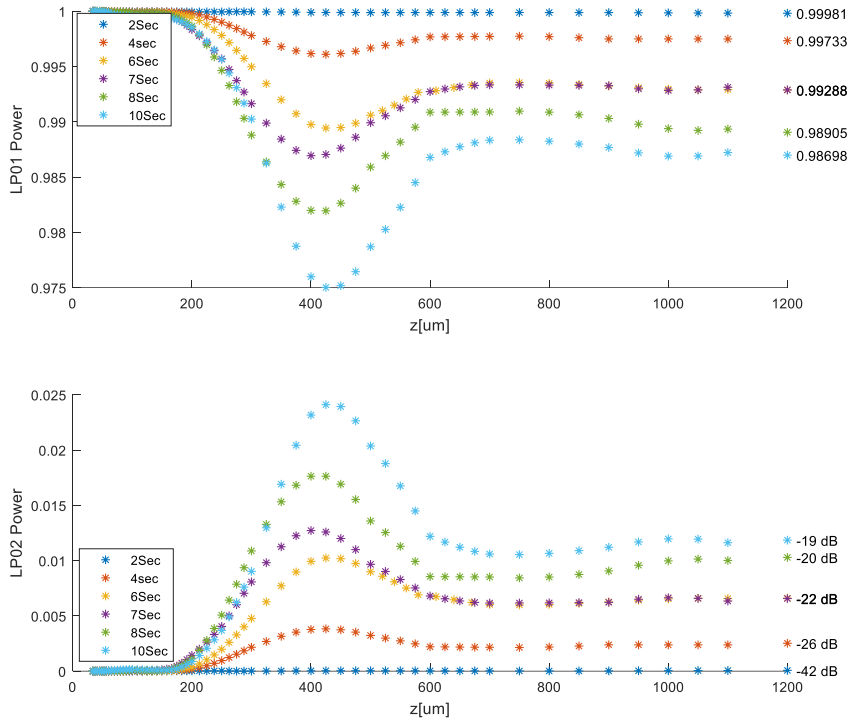 1
0.995
0.99
0.985
0.98
0.975
LP01 Power
2Sec
4sec
6Sec
7Sec
8Sec
10Sec
0.99981
0.99733
0.99288
0.98905
0.98698
0 200 400 600 800 1000 1200
z[um]
0.025
0.02
0.015
0.01
0.005
0
LP02 Power
2Sec
4sec
6Sec
7Sec
8Sec
10Sec
-19 dB
-20 dB
-22 dB
-26 dB
-42 dB
0 200 400 600 800 1000 1200
z[um]